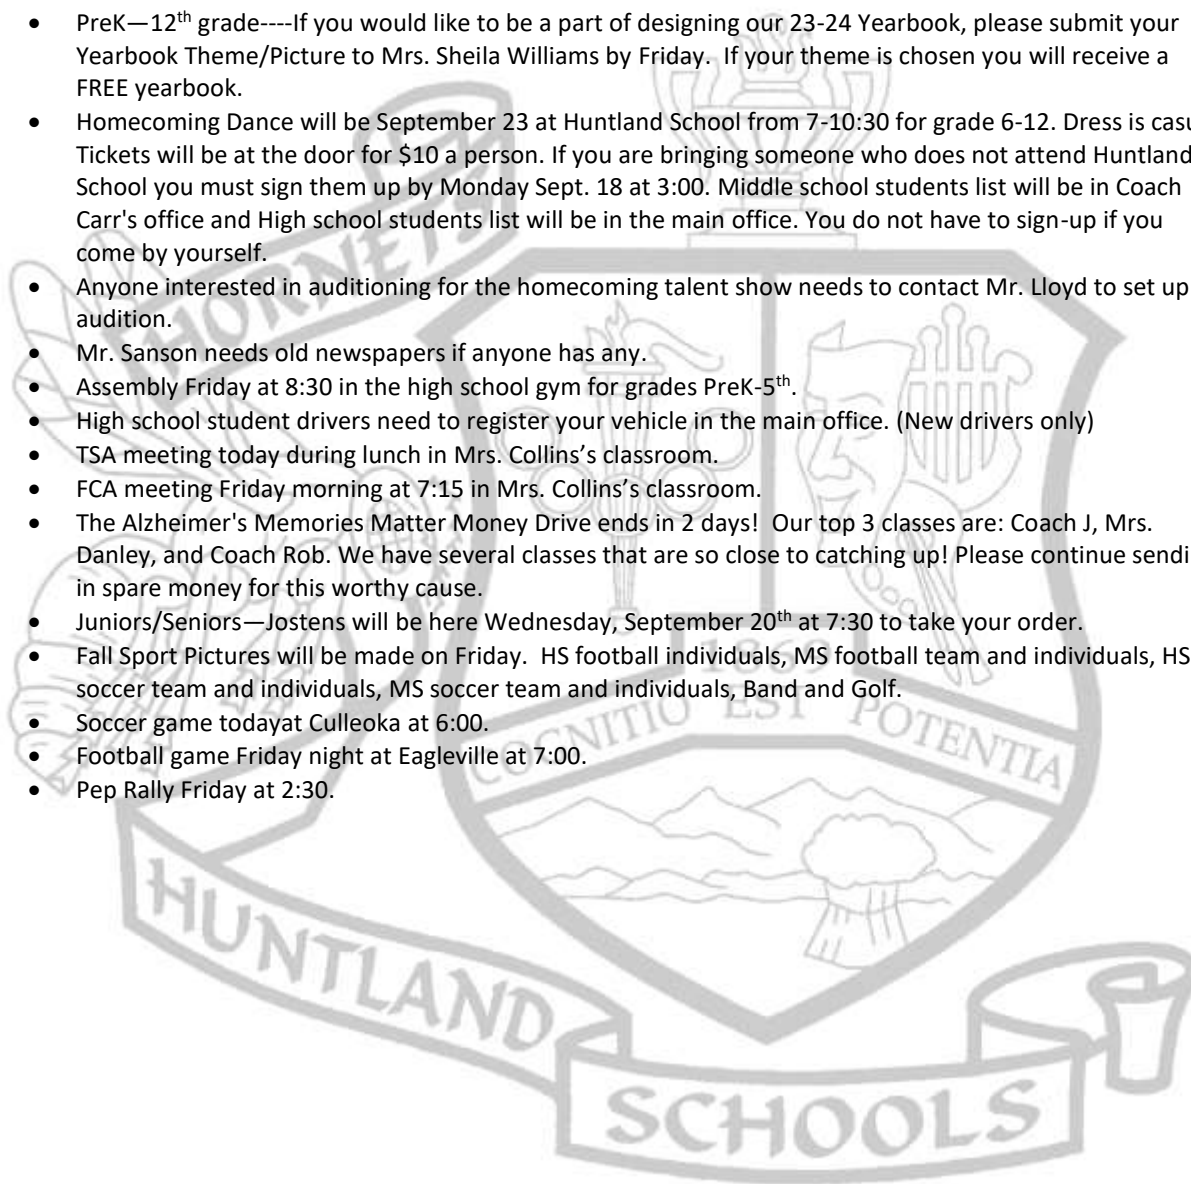 • PreK—12th grade----If you would like to be a part of designing our 23-24 Yearbook, please submit your
Yearbook Theme/Picture to Mrs. Sheila Williams by Friday.  If your theme is chosen you will receive a
FREE yearbook.
• Homecoming Dance will be September 23 at Huntland School from 7-10:30 for grade 6-12. Dress is casu
Tickets will be at the door for $10 a person. If you are bringing someone who does not attend Huntland
School you must sign them up by Monday Sept. 18 at 3:00. Middle school students list will be in Coach
Carr's office and High school students list will be in the main office. You do not have to sign-up if you
come by yourself.
• Anyone interested in auditioning for the homecoming talent show needs to contact Mr. Lloyd to set up
audition.
• Mr. Sanson needs old newspapers if anyone has any.
• Assembly Friday at 8:30 in the high school gym for grades PreK-5th.
• High school student drivers need to register your vehicle in the main office. (New drivers only)
• TSA meeting today during lunch in Mrs. Collins’s classroom.
• FCA meeting Friday morning at 7:15 in Mrs. Collins’s classroom.
• The Alzheimer's Memories Matter Money Drive ends in 2 days!  Our top 3 classes are: Coach J, Mrs.
Danley, and Coach Rob. We have several classes that are so close to catching up! Please continue sendi
in spare money for this worthy cause.
• Juniors/Seniors—Jostens will be here Wednesday, September 20th at 7:30 to take your order.
• Fall Sport Pictures will be made on Friday.  HS football individuals, MS football team and individuals, HS
soccer team and individuals, MS soccer team and individuals, Band and Golf.
• Soccer game todayat Culleoka at 6:00.
• Football game Friday night at Eagleville at 7:00.
• Pep Rally Friday at 2:30.
HORNETS
COGNITIO EST POTENTIA
HUNTLAND
SCHOOLS